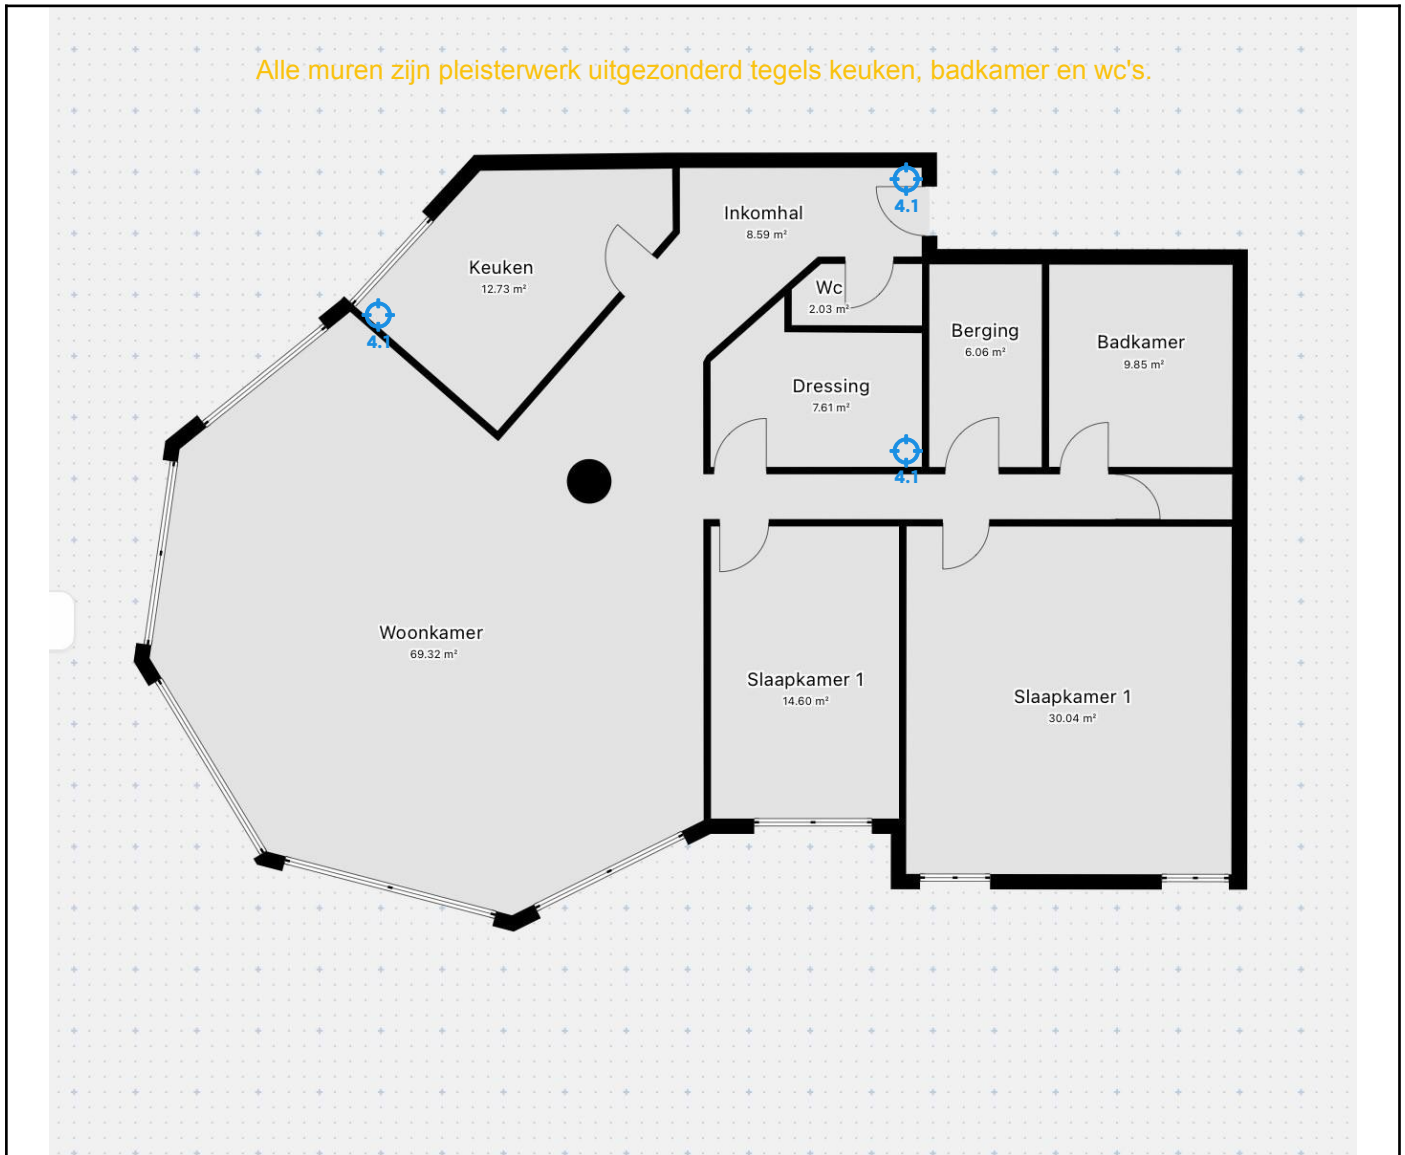 Alle muren zijn pleisterwerk uitgezonderd tegels keuken, badkamer en wc's.
4.1
Inkomhal
8.59 m²
Keuken
12.73 m²
Wc
2.03 m²
4.1
Berging
6.06 m²
Badkamer
9.85 m²
Dressing
7.61 m²
4.1
Woonkamer
69.32 m²
Slaapkamer 1
14.60 m²
Slaapkamer 1
30.04 m²